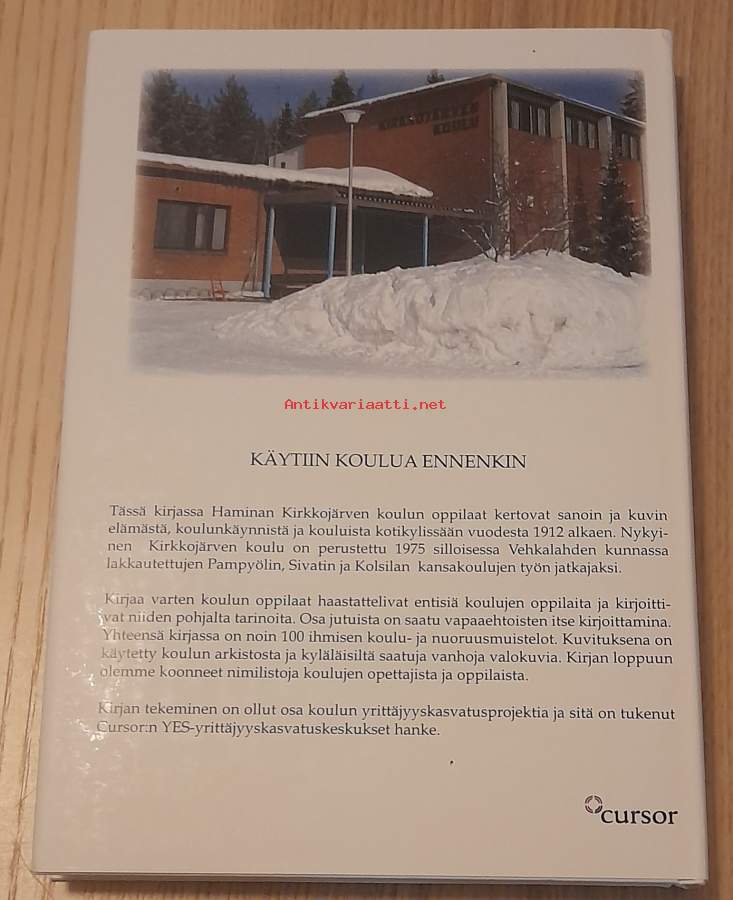 KIRKKOJÄRVEN
KOULU
Antikvariaatti.net
KÄYTIIN KOULUA ENNENKIN
Tässä kirjassa Haminan Kirkkojärven koulun oppilaat kertovat sanoin ja kuvin
elämästä, koulunkäynnistä ja kouluista kotikylissään vuodesta 1912 alkaen. Nykyi-
nen Kirkkojärven koulu on perustettu 1975 silloisessa Vehkalahden kunnassa
lakkautettujen Pampyölin, Sivatin ja Kolsilan kansakoulujen työn jatkajaksi.
Kirjaa varten koulun oppilaat haastattelivat entisiä koulujen oppilaita ja kirjoitti-
vat niiden pohjalta tarinoita. Osa jutuista on saatu vapaaehtoisten itse kirjoittamina.
Yhteensä kirjassa on noin 100 ihmisen koulu- ja nuoruusmuistelot. Kuvituksena on
käytetty koulun arkistosta ja kyläläisiltä saatuja vanhoja valokuvia. Kirjan loppuun
olemme koonneet nimilistoja koulujen opettajista ja oppilaista.
Kirjan tekeminen on ollut osa koulun yrittäjyyskasvatusprojektia ja sitä on tukenut
Cursor:n YES-yrittäjyyskasvatuskeskukset hanke.
cursor